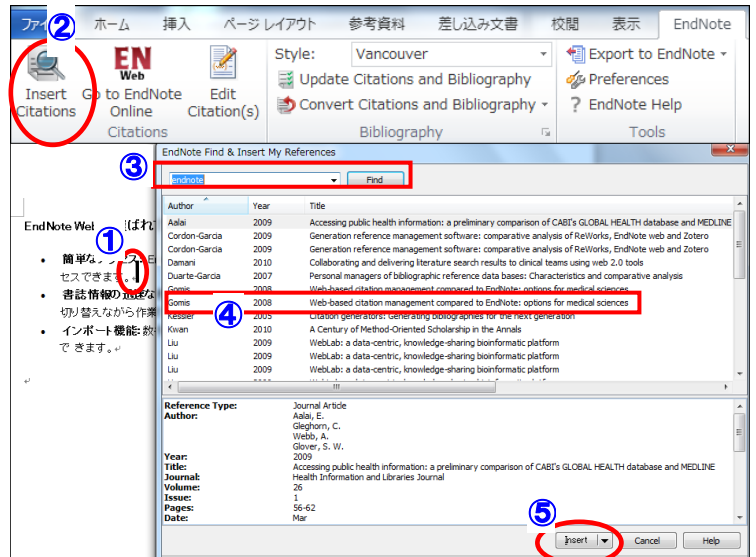 ファイ ② ホーム 挿入 ページ レイアウト 参考資料 差し込み文書 校閲 表示 EndNote
Insert Citations
EN Web
Go to EndNote Online
Edit Citation(s)
Citations
Style: Vancouver
Update Citations and Bibliography
Convert Citations and Bibliography
Bibliography
Export to EndNote
Preferences
? EndNote Help
Tools
EndNote Find & Insert My References
③
endnote Find
Author Year Title
Aalai 2009 Accessing public health information: a preliminary comparison of CABI's GLOBAL HEALTH database and MEDLINE
Cordon-Garcia 2009 Generation reference management software: comparative analysis of ReWorks, EndNote web and Zotero
Cordon-Garcia 2009 Generation reference management software: comparative analysis of ReWorks, EndNote web and Zotero
Damani 2010 Collaborating and delivering literature search results to clinical teams using web 2.0 tools
Duarte-Garcia 2007 Personal managers of bibliographic reference data bases: Characteristics and comparative analysis
Gomis 2008 Web-based citation management compared to EndNote: options for medical sciences
Gomis 2008 Web-based citation management compared to EndNote: options for medical sciences
④
Kessler 2005 Citation generators: Generating bibliographies for the next generation
Kwan 2010 A Century of Method-Oriented Scholarship in the Annals
Liu 2009 WebLab: a data-centric, knowledge-sharing bioinformatic platform
Liu 2009 WebLab: a data-centric, knowledge-sharing bioinformatic platform
EndNote Web ばれ
①
簡単な
セスできます。
書誌情報の
切り替えながら作業
インポート機能: 数
で きます。
Reference Type: Journal Article
Author: Aalai, E.
Gleghorn, C.
Webb, A.
Glover, S. W.
Year: 2009
Title: Accessing public health information: a preliminary comparison of CABI's GLOBAL HEALTH database and MEDLINE
Journal: Health Information and Libraries Journal
Volume: 26
Issue: 1
Pages: 56-62
Date: Mar
⑤
Insert Cancel Help